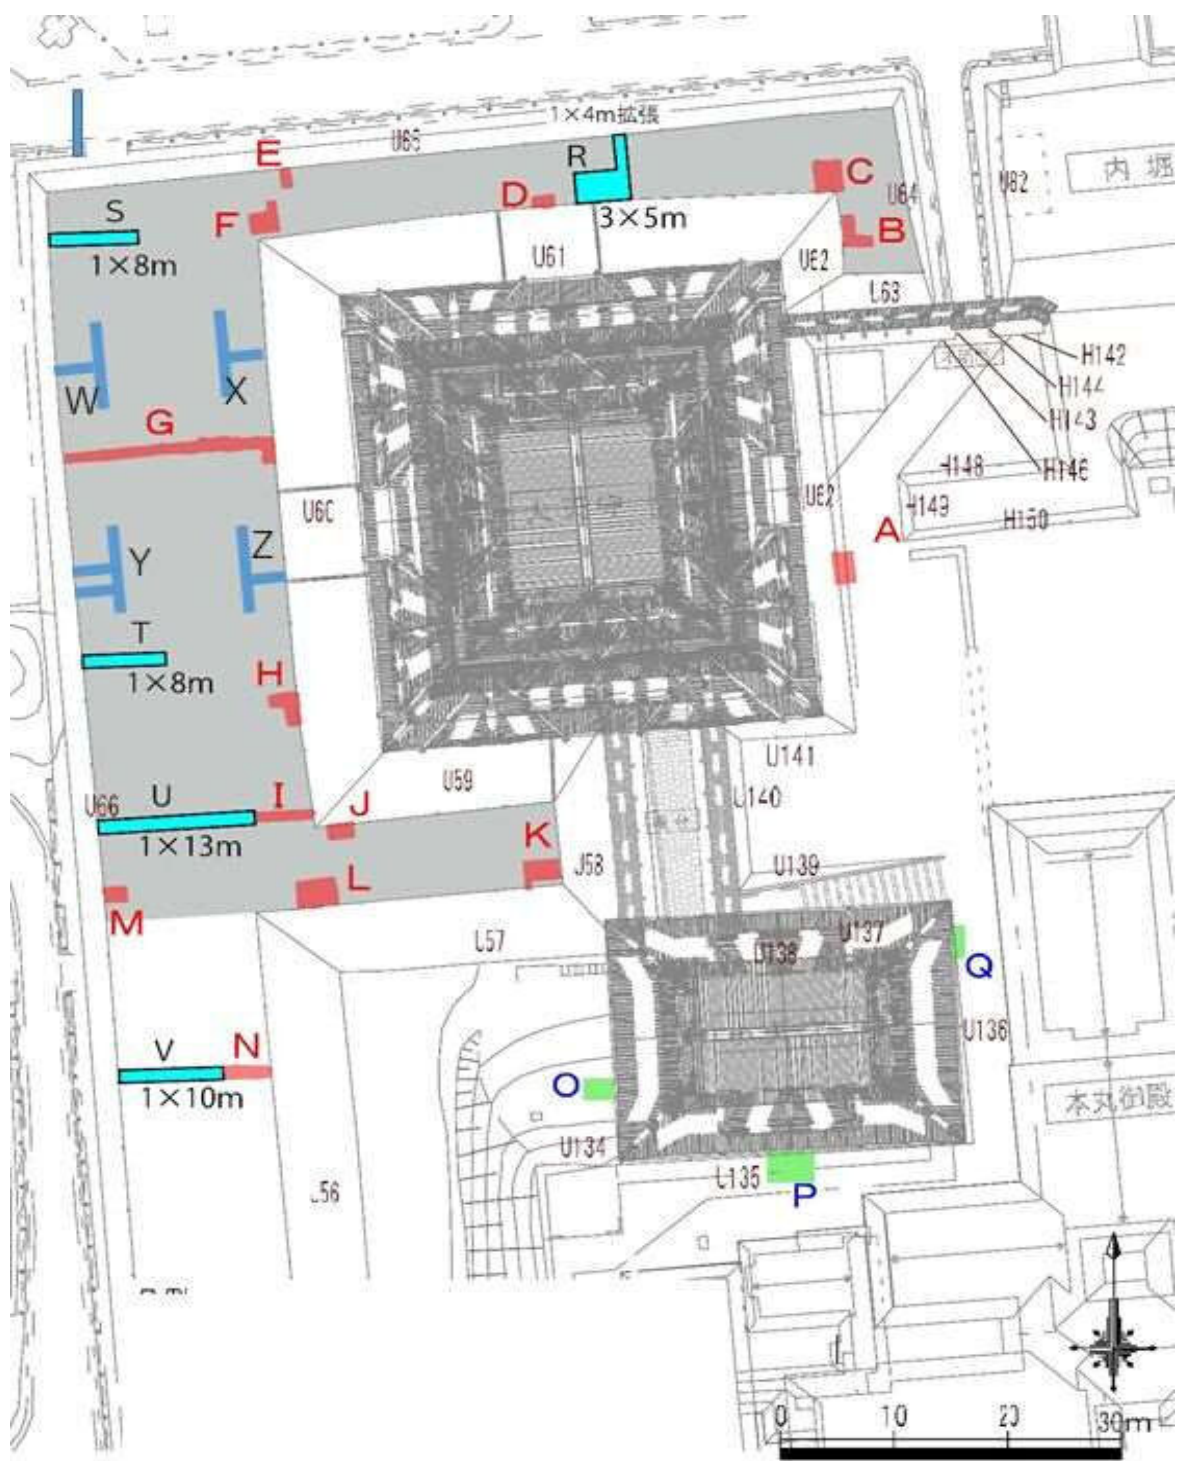 1×4m拡張
U65
E
R
内堀
D
C
U82
U64
S
F
3×5m
B
1×8m
U61
U62
U63
H142
W
X
H144
G
H143
H148
H146
U60
U62
H149
A
H150
Y
Z
T
1×8m
H
U141
U59
U66
U
I
J
U140
1×13m
K
U139
J58
L
M
U57
U137
U138
Q
U136
V
N
O
1×10m
本丸御殿
U134
U135
P
U56
0
10
20
30m